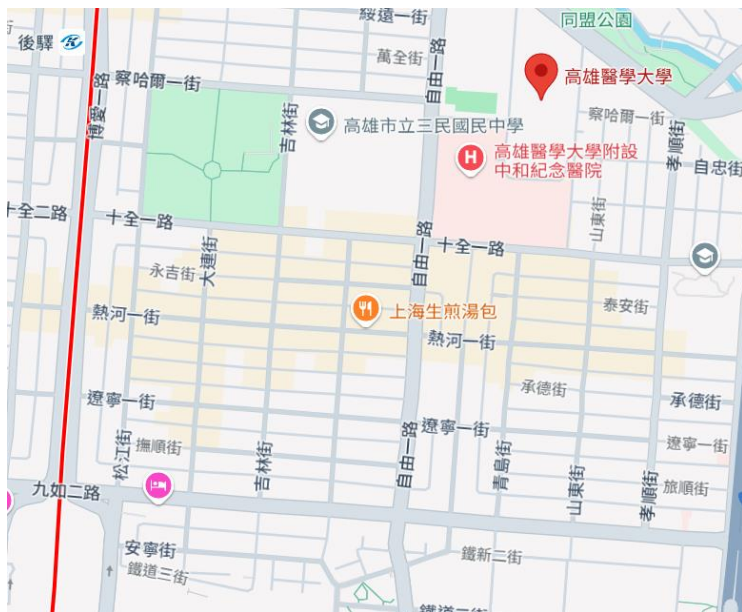 綏遠一街
同盟公園
後驛
萬全街
高雄醫學大學
察哈爾一街
自由一路
博愛一路
吉林街
高雄市立三民國民中學
察哈爾一街
孝順街
高雄醫學大學附設
中和紀念醫院
自忠街
山東街
十全二路
十全一路
十全一路
大連街
自由一路
永吉街
泰安街
上海生煎湯包
熱河一街
熱河一街
承德街
遼寧一街
承德街
遼寧一街
自由一路
松江街
撫順街
吉林街
青島街
遼寧一街
山東街
孝順街
旅順街
九如二路
安寧街
鐵新二街
鐵道三街
鐵道二街